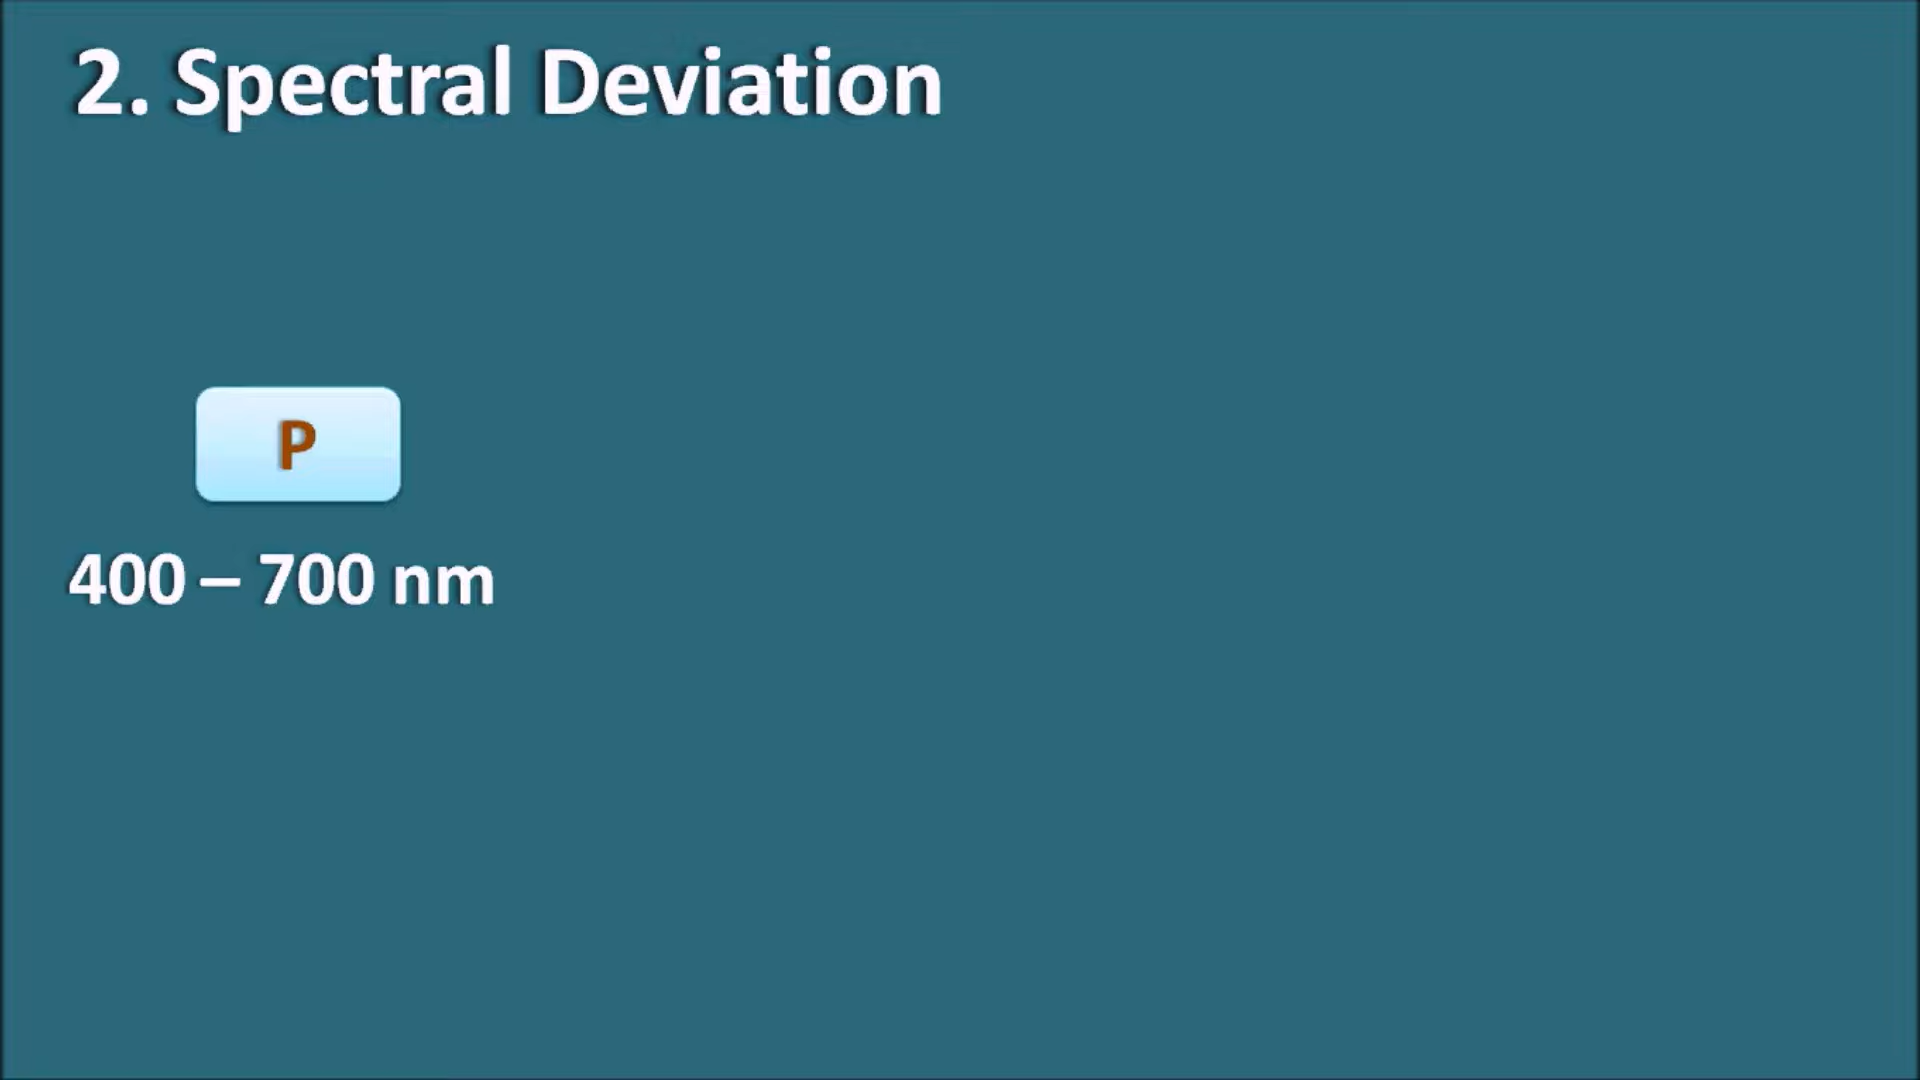 2. Spectral Deviation
P
400 – 700 nm